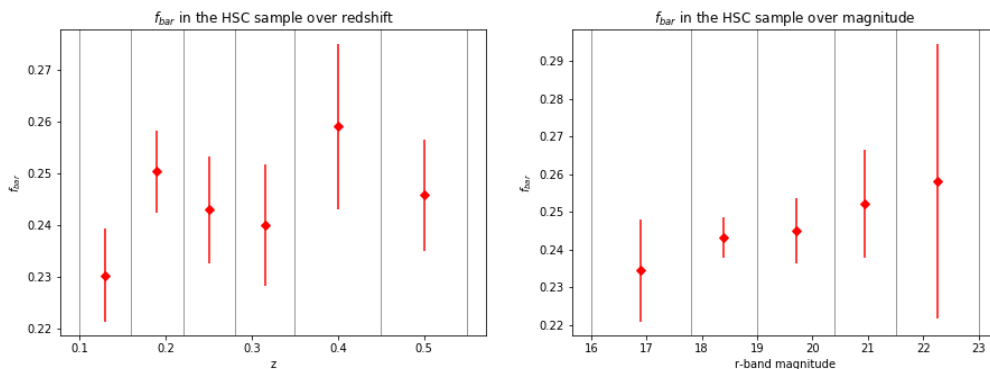 f_bar in the HSC sample over redshift
0.27
0.26
0.25
0.24
0.23
0.22
f_bar
0.1 0.2 0.3 0.4 0.5
z
f_bar in the HSC sample over magnitude
0.29
0.28
0.27
0.26
0.25
0.24
0.23
0.22
f_bar
16 17 18 19 20 21 22 23
r-band magnitude